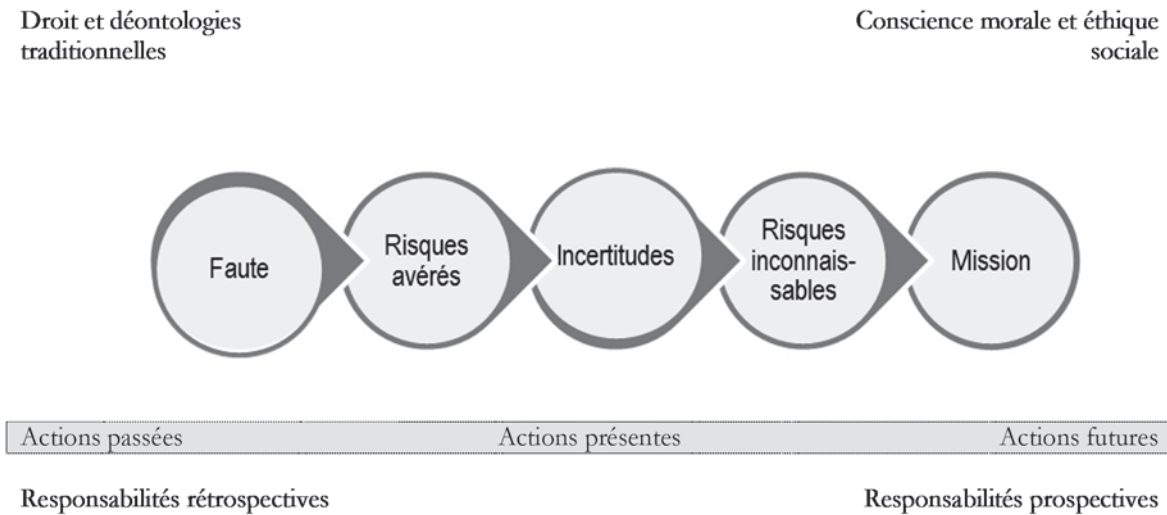 Droit et déontologies
traditionnelles
Conscience morale et éthique
sociale
Faute
Risques
avérés
Incertitudes
Risques
inconnais-
sables
Mission
Actions passées
Actions présentes
Actions futures
Responsabilités rétrospectives
Responsabilités prospectives